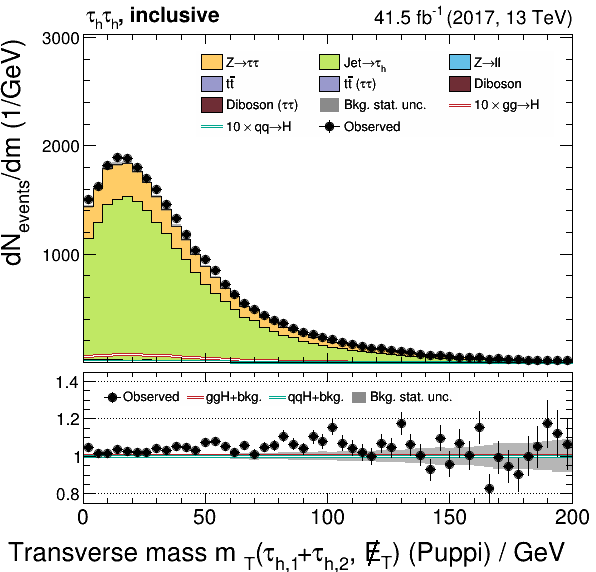 τhτh, inclusive
41.5 fb⁻¹ (2017, 13 TeV)
dNevents/dm (1/GeV)
3000
2000
1000
Z→ττ
Jet→τh
Z→ll
tt̄
tt̄ (ττ)
Diboson
Diboson (ττ)
Bkg. stat. unc.
10 × gg→H
10 × qq→H
Observed
1.4
1.2
1.0
0.8
Observed
ggH+bkg.
qqH+bkg.
Bkg. stat. unc.
0 50 100 150 200
Transverse mass m T(τh,1+τh,2, E̸T) (Puppi) / GeV